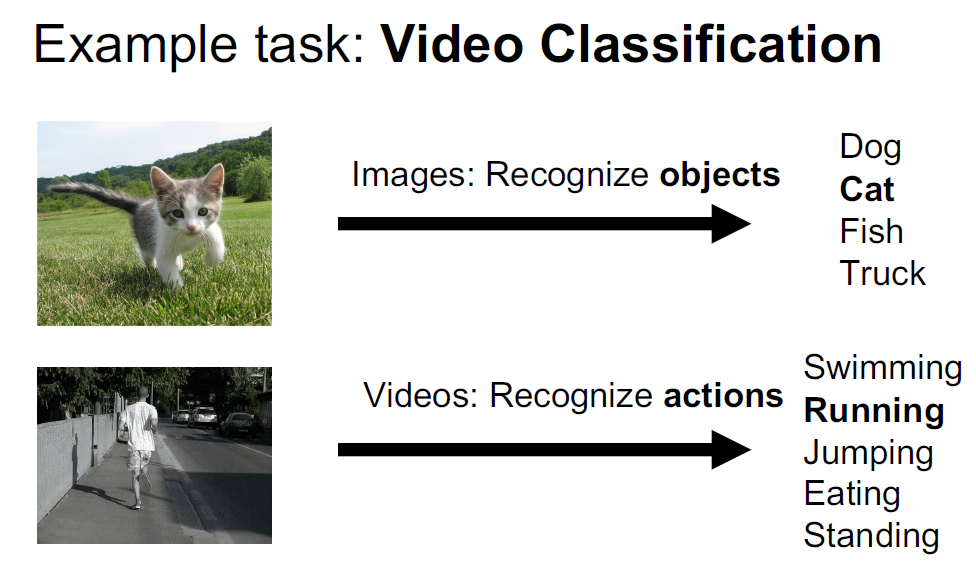 Example task: Video Classification
Images: Recognize objects
Dog
Cat
Fish
Truck
Videos: Recognize actions
Swimming
Running
Jumping
Eating
Standing